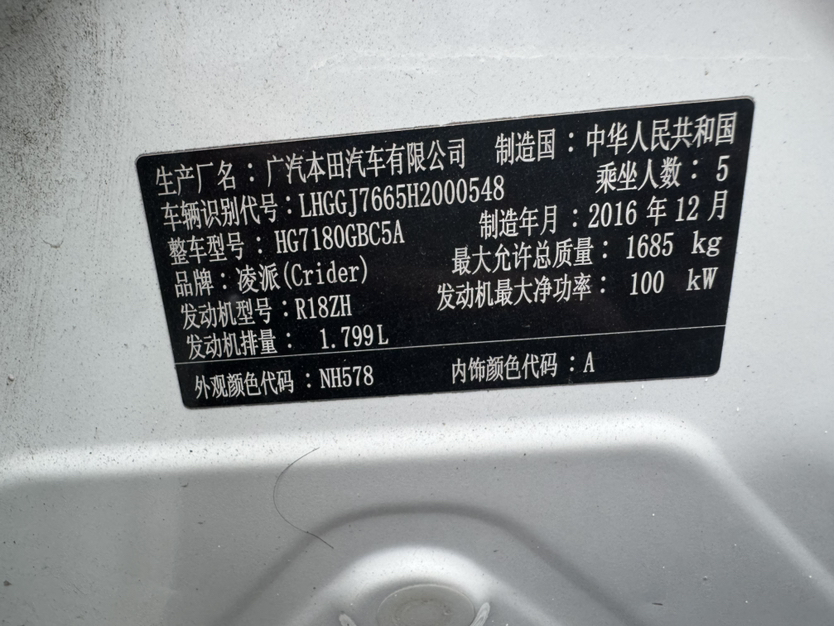 生产厂名：广汽本田汽车有限公司 制造国：中华人民共和国
车辆识别代号：LHGGJ7665H2000548 乘坐人数：5
整车型号：HG7180GBC5A 制造年月：2016 年 12 月
品牌：凌派(Crider) 最大允许总质量：1685 kg
发动机型号：R18ZH 发动机最大净功率：100 kW
发动机排量：1.799L
外观颜色代码：NH578 内饰颜色代码：A